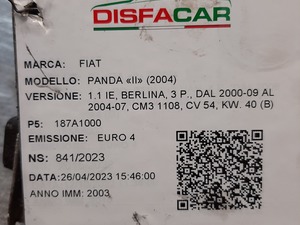 DISFACAR
MARCA: FIAT
MODELLO: PANDA «II» (2004)
VERSIONE: 1.1 IE, BERLINA, 3 P., DAL 2000-09 AL
2004-07, CM3 1108, CV 54, KW. 40 (B)
P5: 187A1000
EMISSIONE: EURO 4
NS: 841/2023
DATA: 26/04/2023 15:46:00
ANNO IMM: 2003